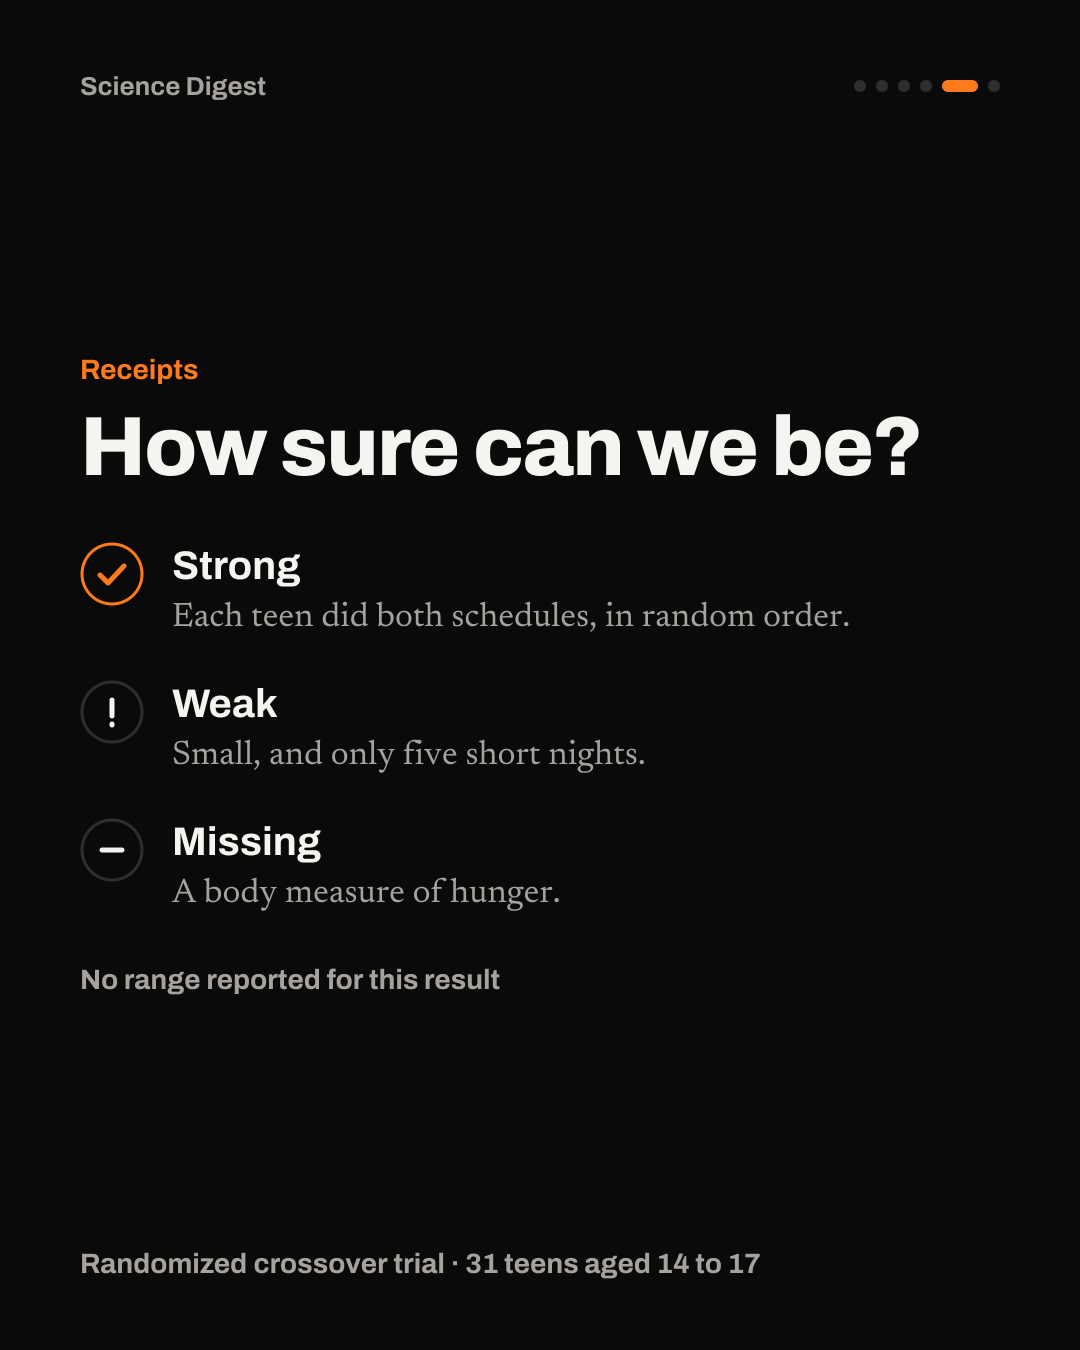 Science Digest
Receipts
How sure can we be?
Strong
Each teen did both schedules, in random order.
Weak
Small, and only five short nights.
Missing
A body measure of hunger.
No range reported for this result
Randomized crossover trial · 31 teens aged 14 to 17